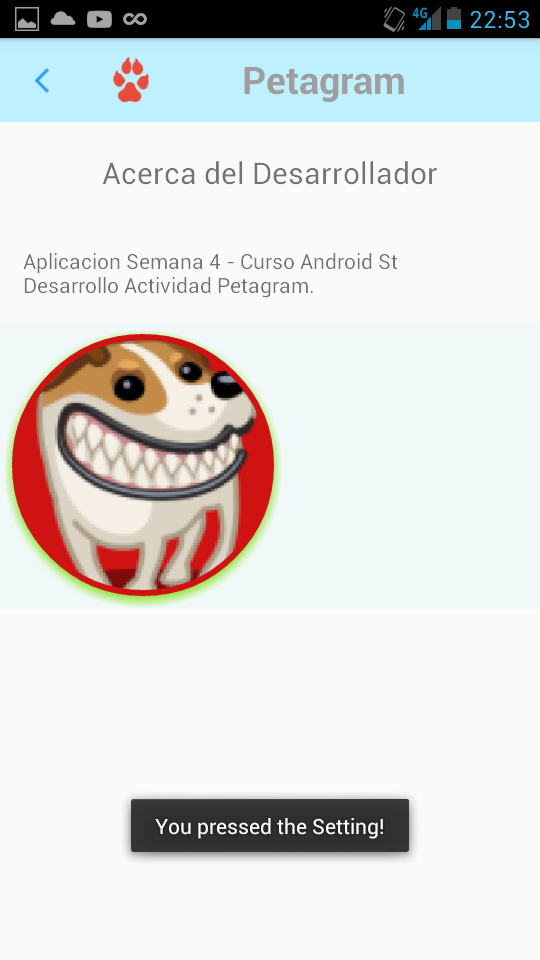 4G 22:53
Petagram
Acerca del Desarrollador
Aplicacion Semana 4 - Curso Android St
Desarrollo Actividad Petagram.
You pressed the Setting!